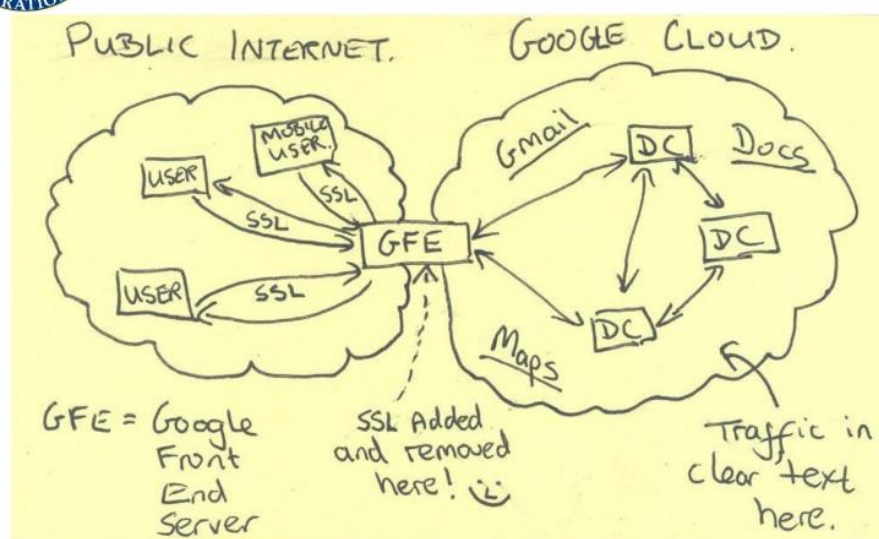 PUBLIC INTERNET.
GOOGLE CLOUD.
MOBILE
USER.
USER
SSL
SSL
USER
SSL
GFE
Gmail
DC
Docs
DC
DC
Maps
GFE = Google
Front
End
Server
SSL Added
and removed
here!
Traffic in
clear text
here.